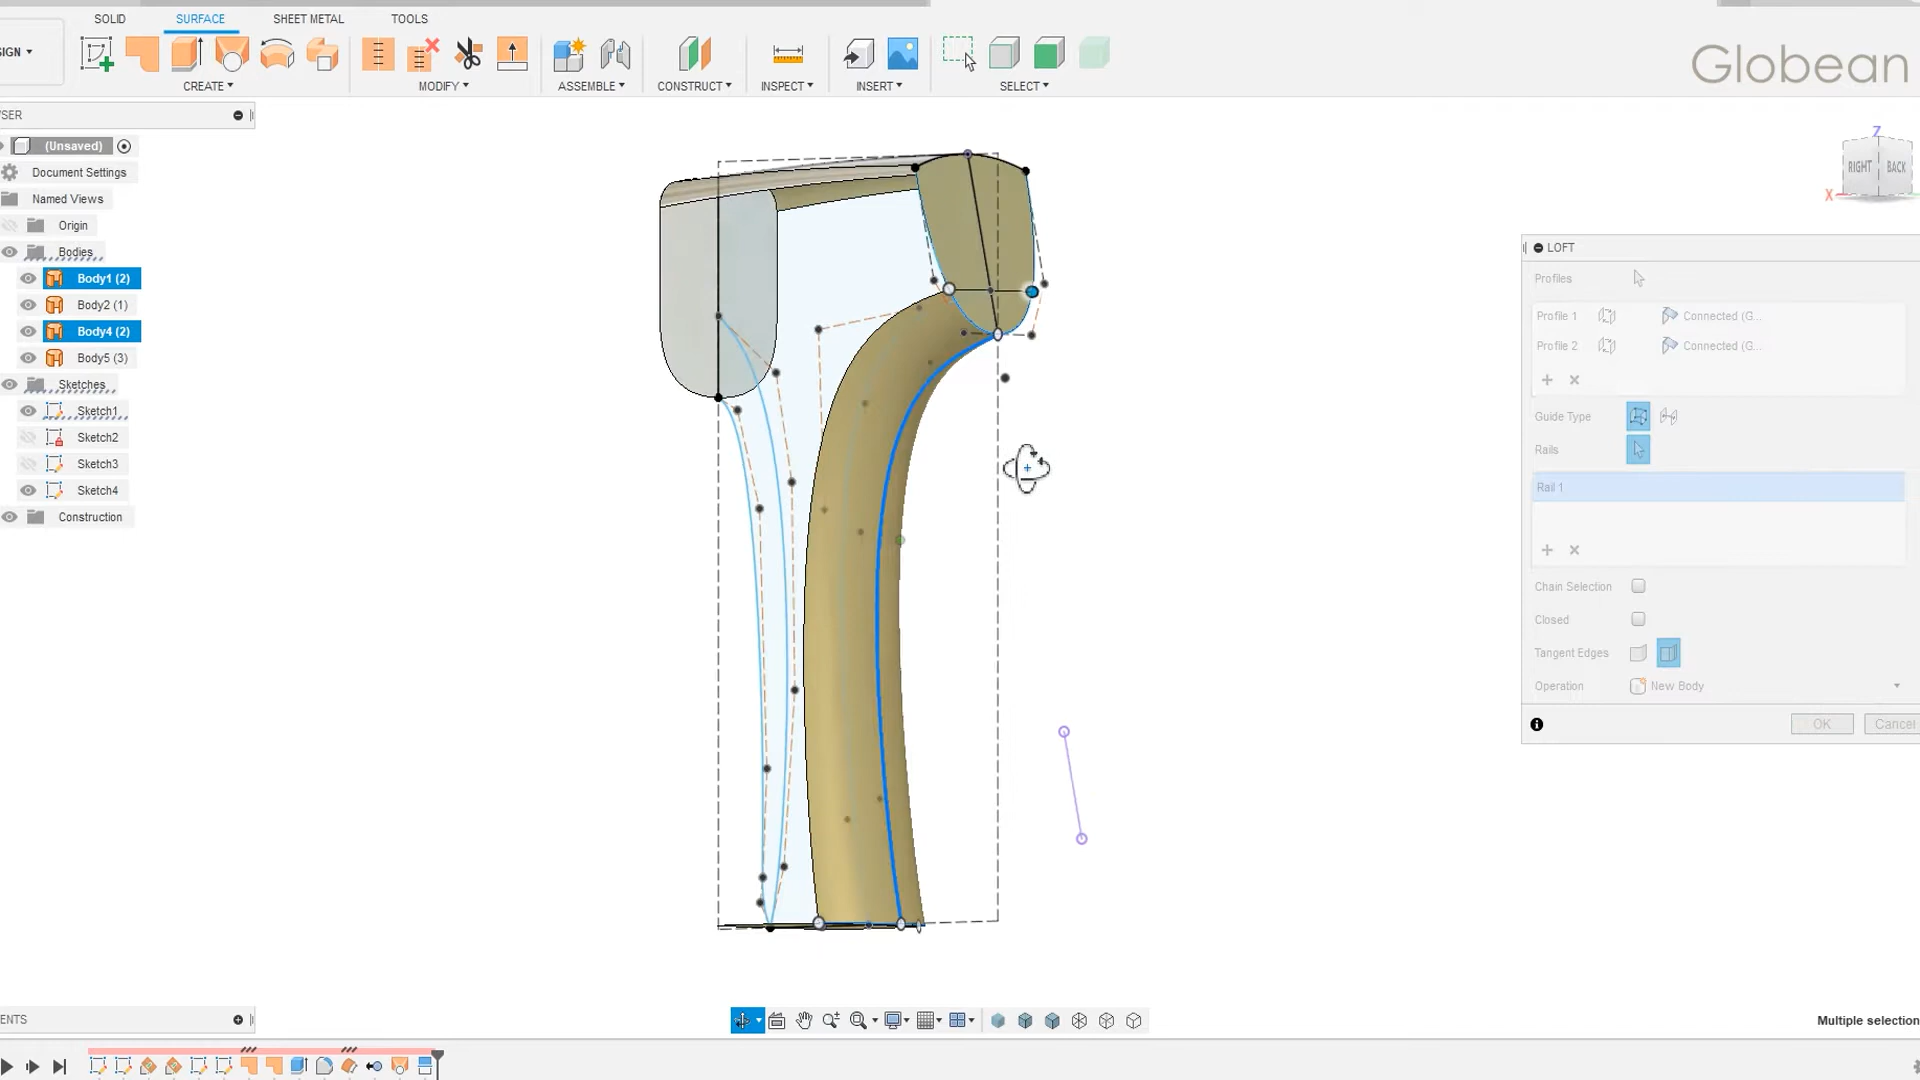 SOLID
SURFACE
SHEET METAL
TOOLS
SIGN
CREATE
MODIFY
ASSEMBLE
CONSTRUCT
INSPECT
INSERT
SELECT
Globean
SER
(Unsaved)
Document Settings
Named Views
Origin
Bodies
Body1 (2)
Body2 (1)
Body4 (2)
Body5 (3)
Sketches
Sketch1
Sketch2
Sketch3
Sketch4
Construction
Z
RIGHT
BACK
X
LOFT
Profiles
Profile 1
Connected (G...
Profile 2
Connected (G...
Guide Type
Rails
Rail 1
Chain Selection
Closed
Tangent Edges
Operation
New Body
OK
Cancel
ENTS
Multiple selection